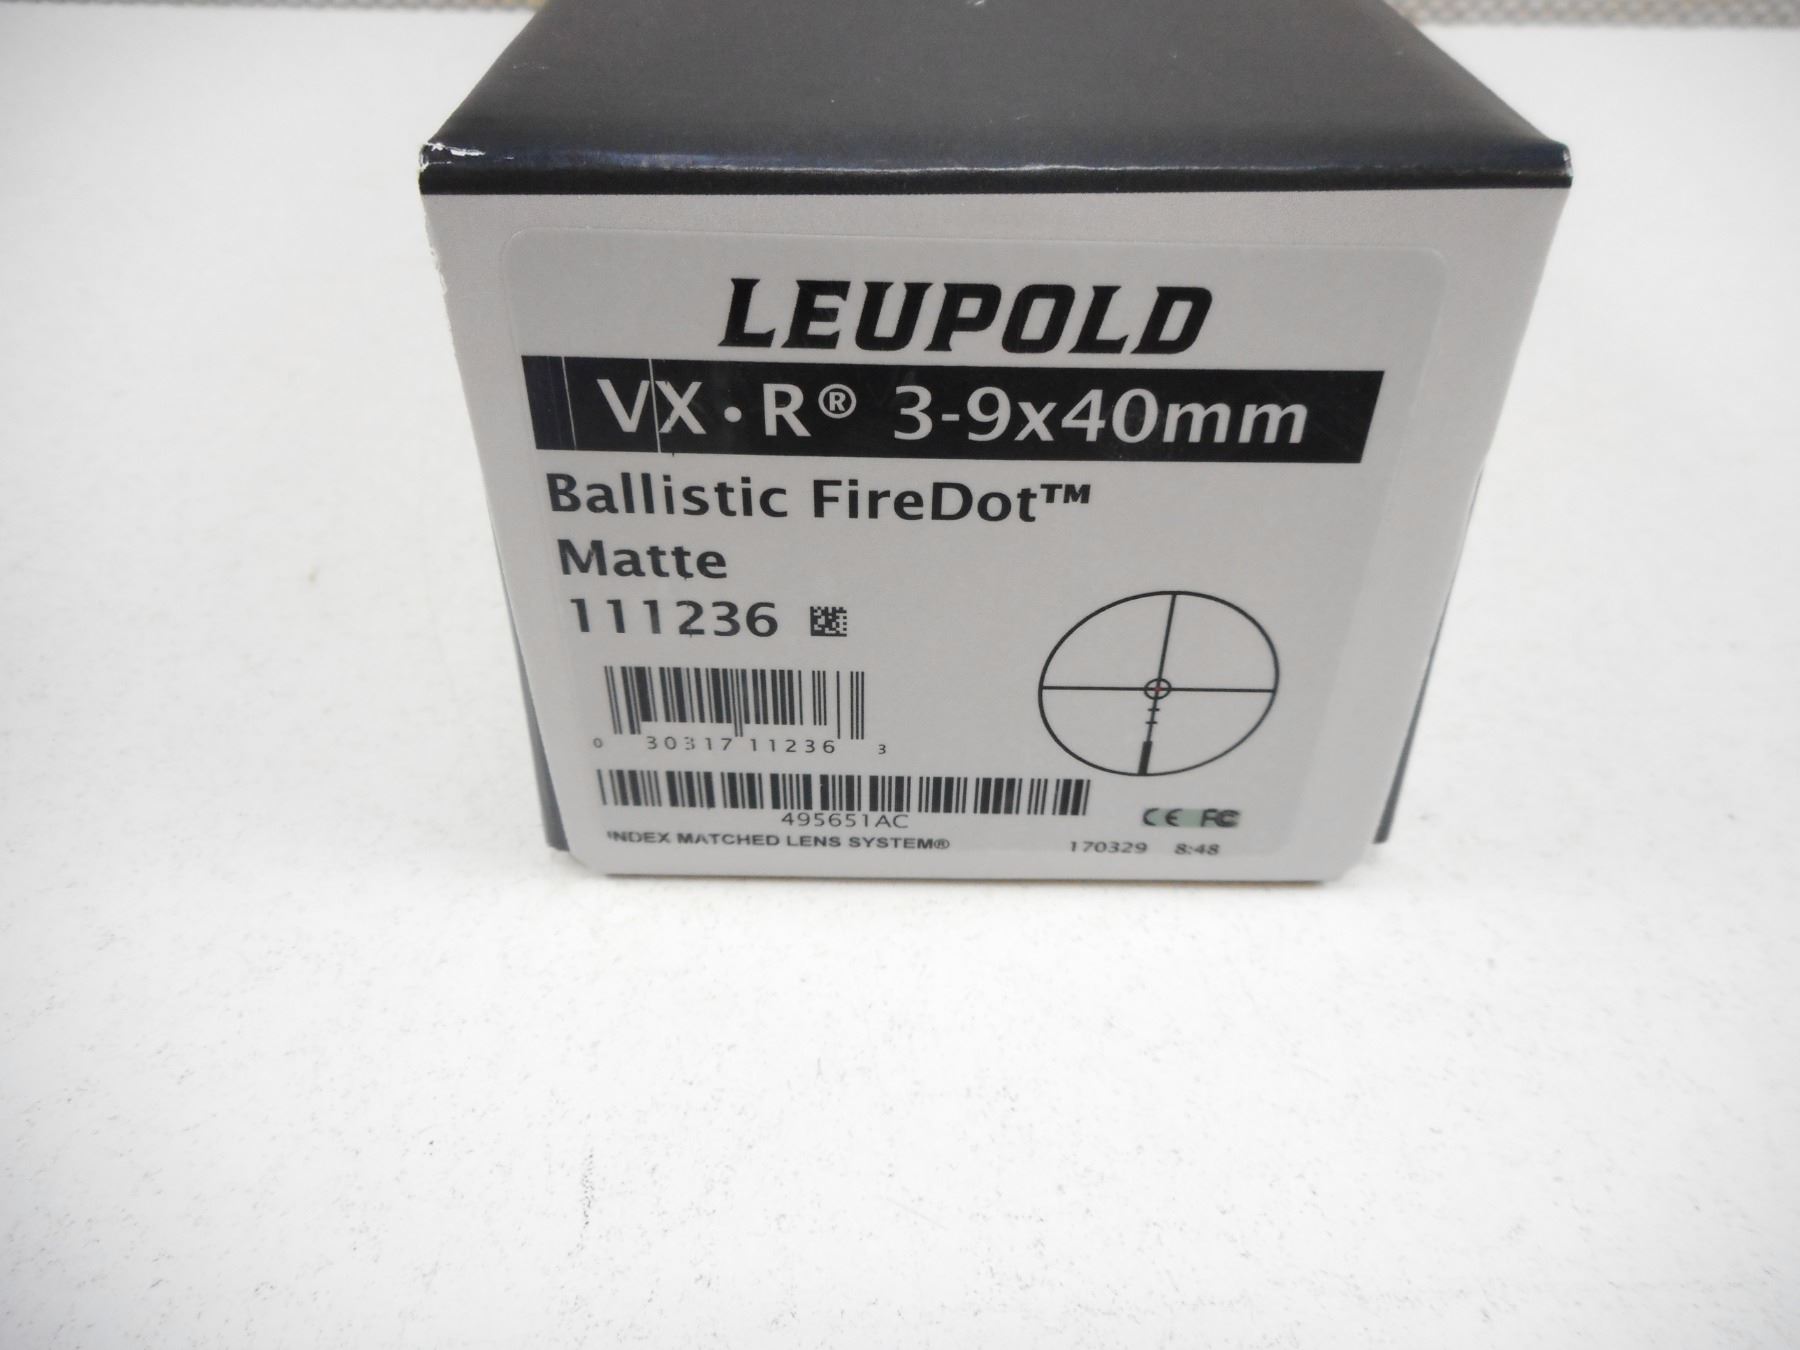 LEUPOLD
VX·R® 3-9x40mm
Ballistic FireDot™
Matte
111236
0 30317 11236 3
495651AC
INDEX MATCHED LENS SYSTEM®
CE FC
170329 8:48